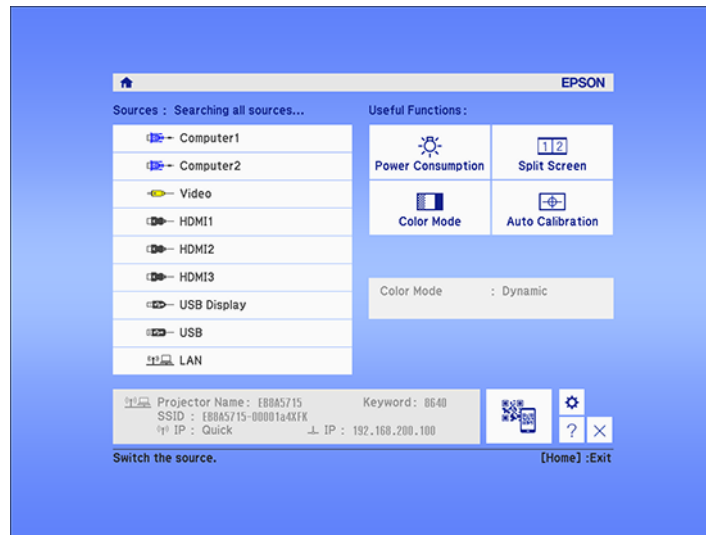 EPSON
Sources : Searching all sources...
Computer1
Computer2
Video
HDMI1
HDMI2
HDMI3
USB Display
USB
LAN
Useful Functions :
Power Consumption
1 2
Split Screen
Color Mode
Auto Calibration
Color Mode : Dynamic
Projector Name : EB8A5715 Keyword : 8640
SSID : EB8A5715-00001a4XFK
IP : Quick IP : 192.168.200.100
?
Switch the source. [Home] :Exit